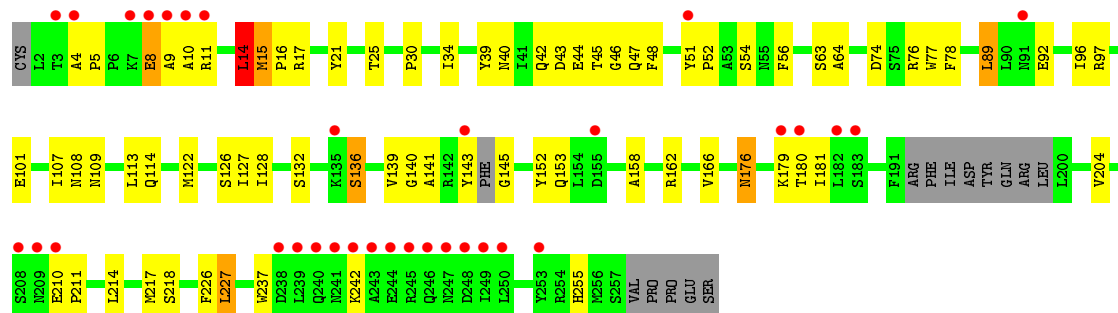 CYS L2 T3 A4 P5 P6 K7 E8 A9 A10 R11 L14 M15 P16 R17 Y21 T25 P30 I34 Y39 N40 I41 Q42 D43 E44 T45 G46 Q47 F48 Y51 P52 A53 S54 N55 F56 S63 A64 D74 S75 R76 W77 F78 L89 L90 N91 E92 I96 R97
E101 I107 N108 N109 L113 Q114 M122 S126 I127 I128 S132 K135 S136 V139 G140 A141 R142 Y143 PHE G145 Y152 Q153 L154 D155 A158 R162 V166 N176 K179 T180 I181 L182 S183 F191 ARG PHE ILE ASP TYR GLN ARG LEU L200 V204
S208 N209 E210 P211 L214 M217 S218 F226 L227 W237 D238 L239 Q240 N241 K242 A243 E244 R245 Q246 N247 D248 I249 L250 Y253 R254 H255 M256 S257 VAL PRO PRO GLU SER